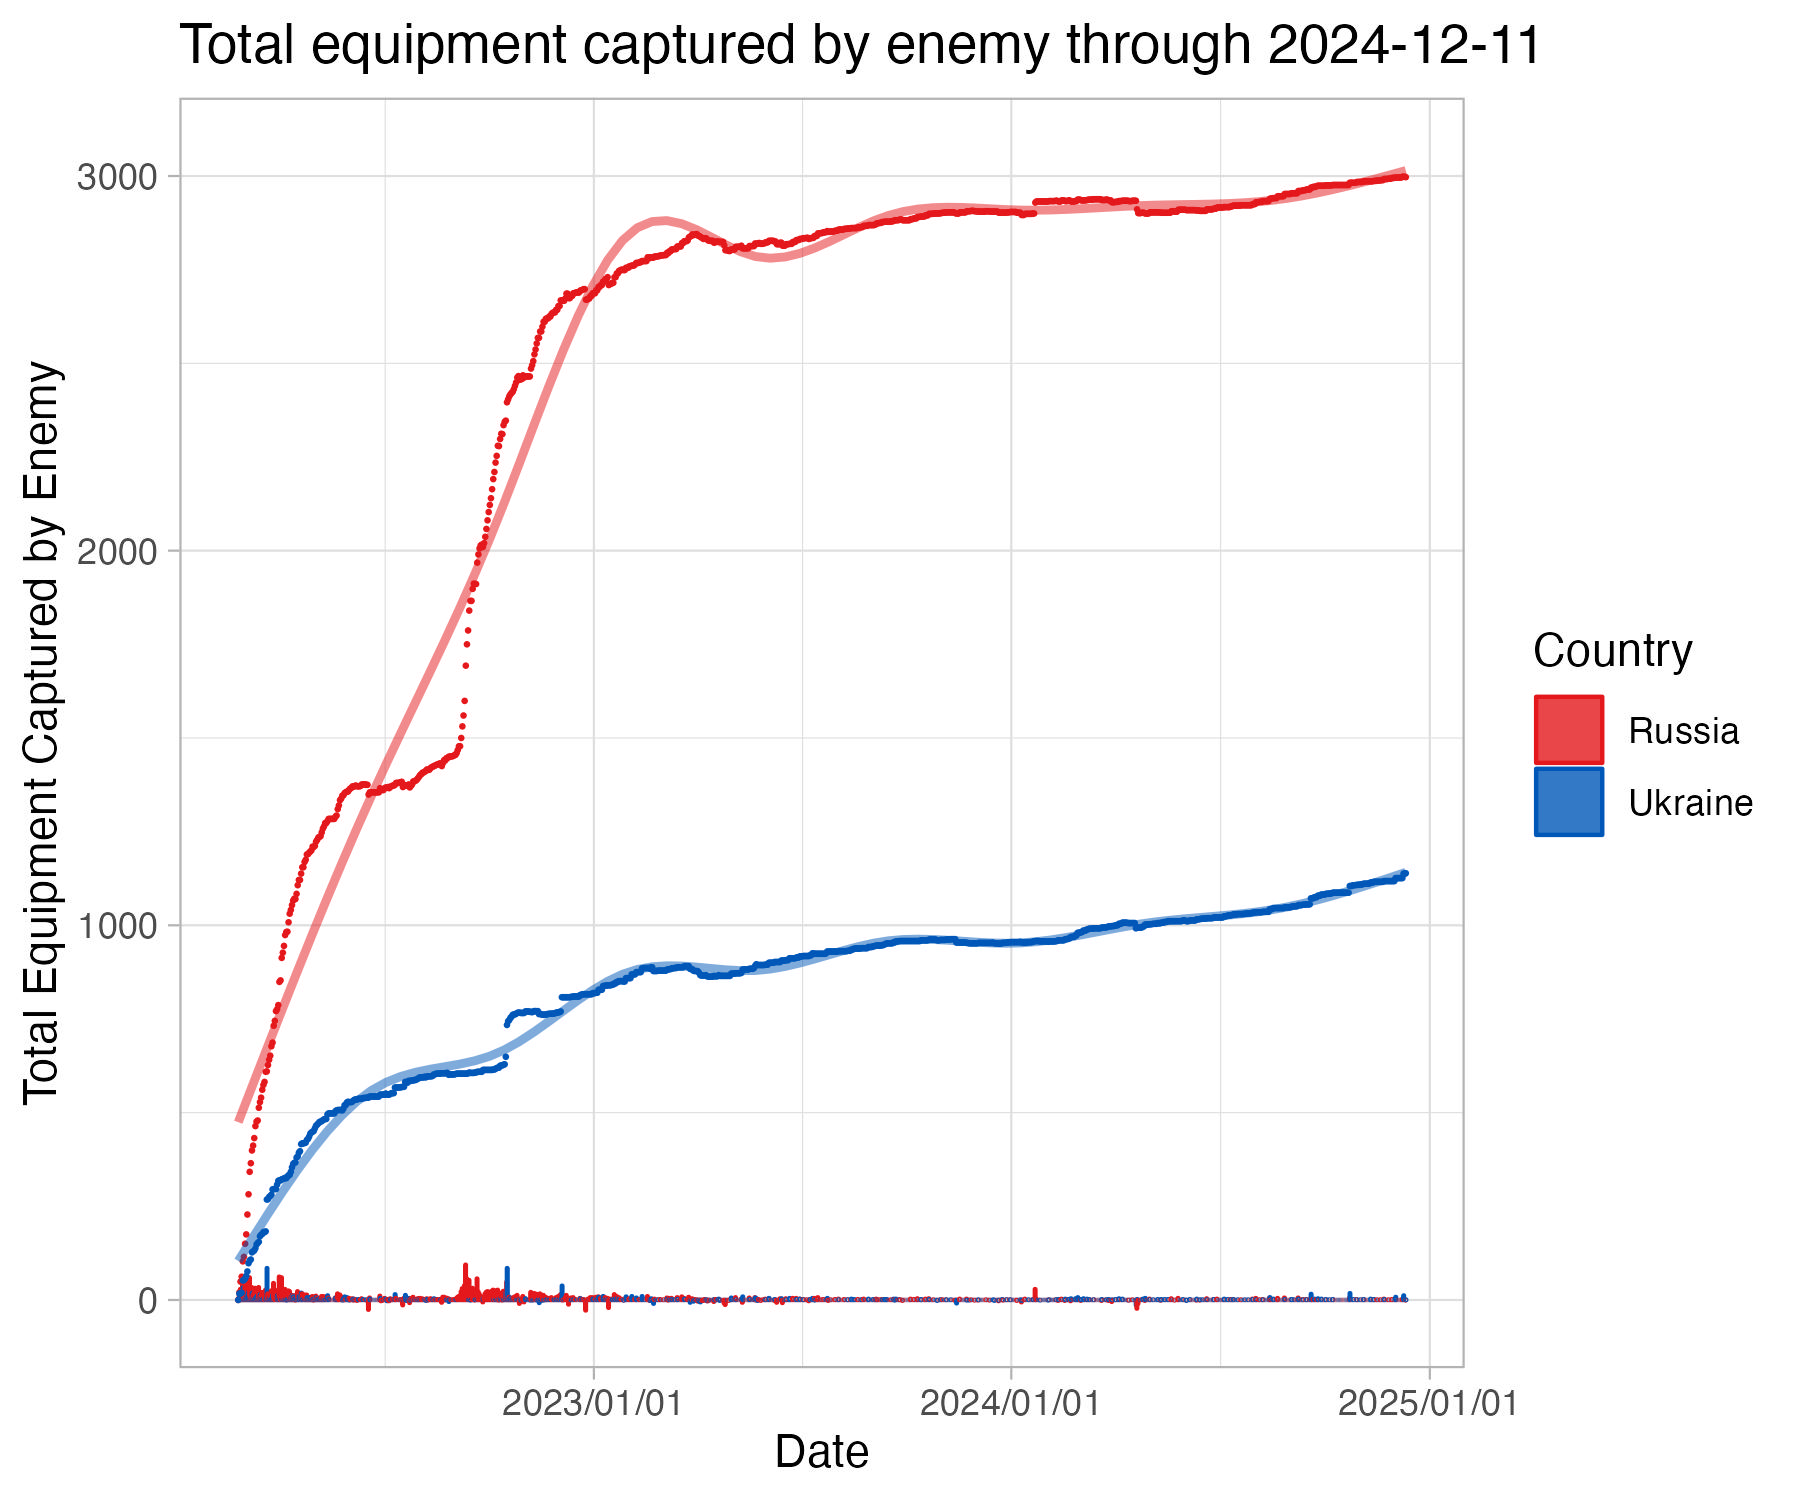 Total equipment captured by enemy through 2024-12-11
Total Equipment Captured by Enemy
3000
2000
1000
0
2023/01/01
2024/01/01
2025/01/01
Date
Country
Russia
Ukraine